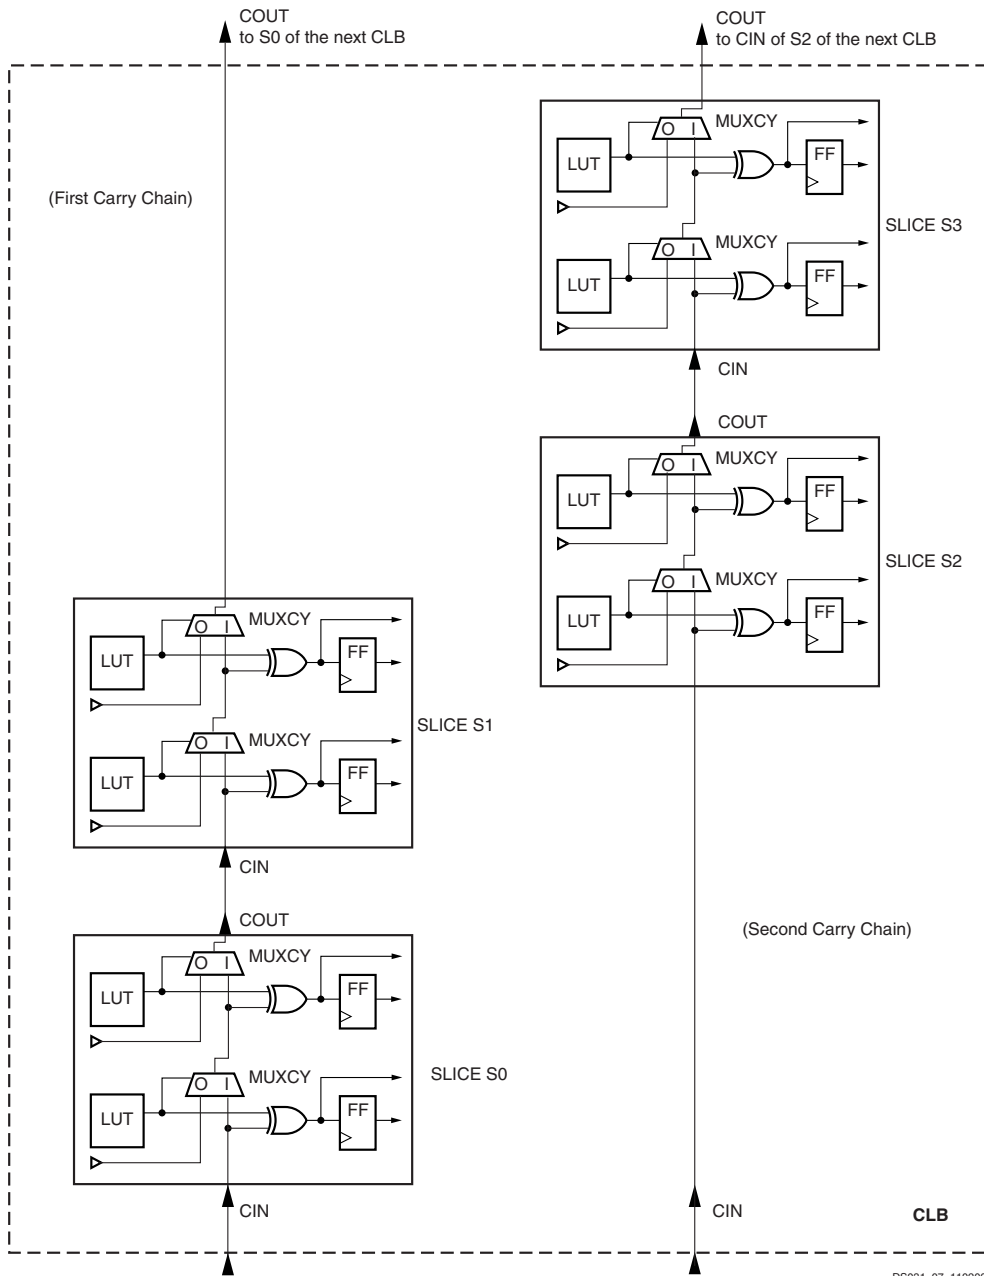 COUT
to S0 of the next CLB
COUT
to CIN of S2 of the next CLB
(First Carry Chain)
O I
MUXCY
LUT
FF
SLICE S3
O I
MUXCY
LUT
FF
CIN
COUT
O I
MUXCY
LUT
FF
SLICE S2
O I
MUXCY
LUT
FF
O I
MUXCY
LUT
FF
SLICE S1
O I
MUXCY
LUT
FF
CIN
COUT
(Second Carry Chain)
O I
MUXCY
LUT
FF
SLICE S0
O I
MUXCY
LUT
FF
CIN
CIN
CLB